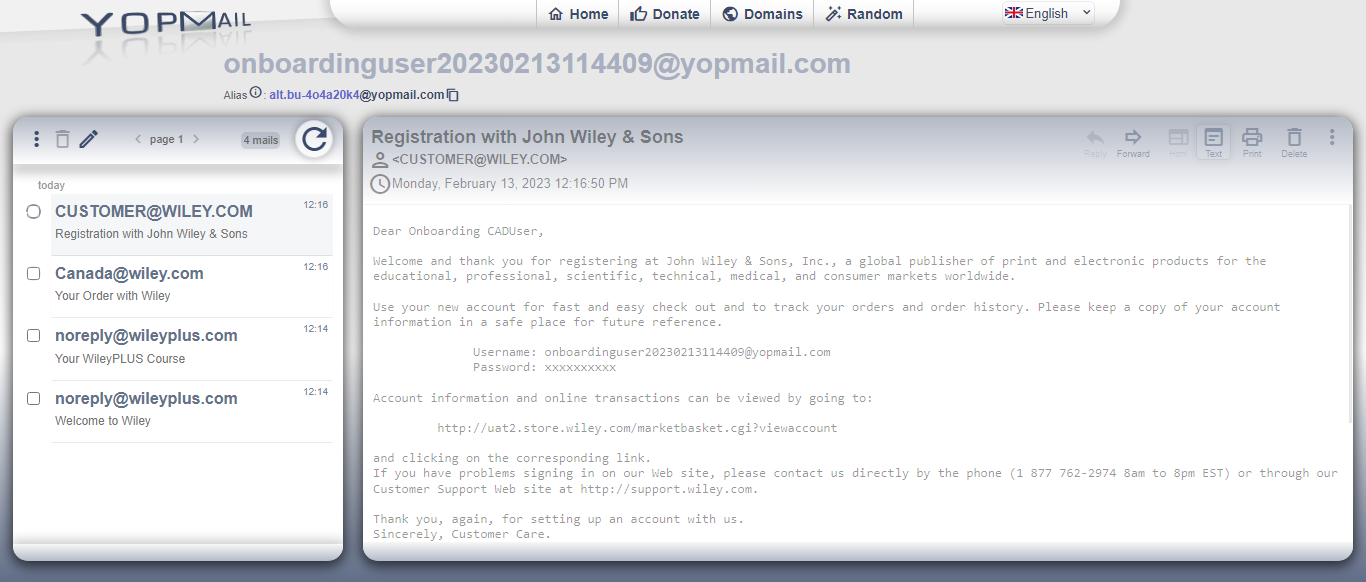 YOPMAIL
Home
Donate
Domains
Random
English
onboardinguser20230213114409@yopmail.com
Alias : alt.bu-4o4a20k4@yopmail.com
page 1
4 mails
today
CUSTOMER@WILEY.COM 12:16
Registration with John Wiley & Sons
Canada@wiley.com 12:16
Your Order with Wiley
noreply@wileyplus.com 12:14
Your WileyPLUS Course
noreply@wileyplus.com 12:14
Welcome to Wiley
Registration with John Wiley & Sons
<CUSTOMER@WILEY.COM>
Monday, February 13, 2023 12:16:50 PM
Reply
Forward
Html
Text
Print
Delete
Dear Onboarding CADUser,
Welcome and thank you for registering at John Wiley & Sons, Inc., a global publisher of print and electronic products for the
educational, professional, scientific, technical, medical, and consumer markets worldwide.
Use your new account for fast and easy check out and to track your orders and order history. Please keep a copy of your account
information in a safe place for future reference.
Username: onboardinguser20230213114409@yopmail.com
Password: xxxxxxxxxx
Account information and online transactions can be viewed by going to:
http://uat2.store.wiley.com/marketbasket.cgi?viewaccount
and clicking on the corresponding link.
If you have problems signing in on our Web site, please contact us directly by the phone (1 877 762-2974 8am to 8pm EST) or through our
Customer Support Web site at http://support.wiley.com.
Thank you, again, for setting up an account with us.
Sincerely, Customer Care.